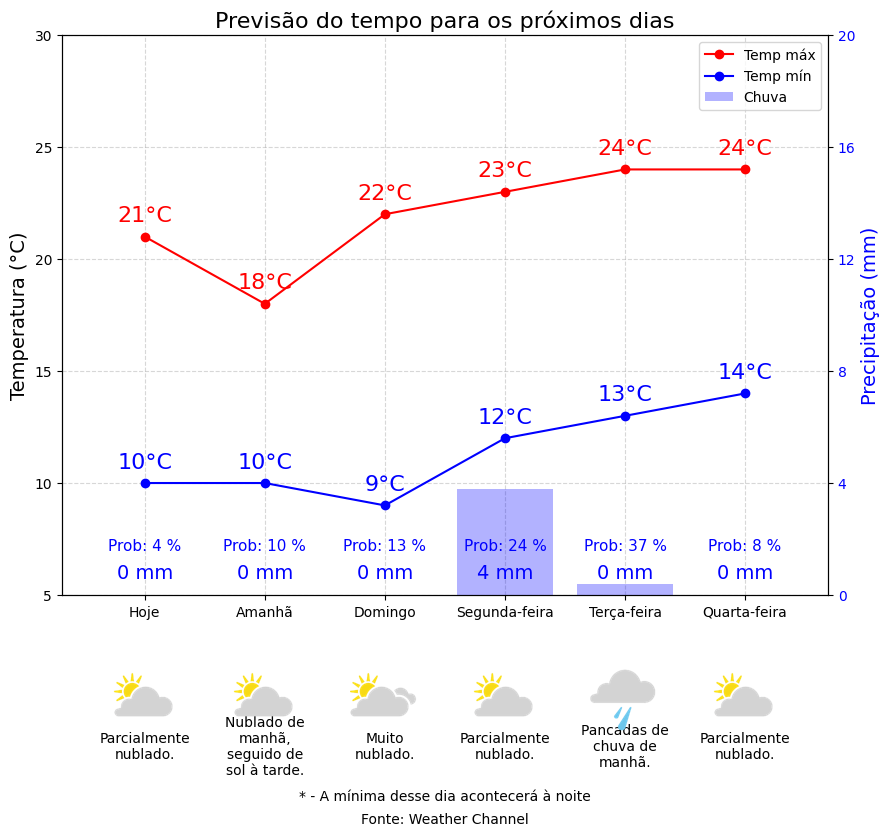 Previsão do tempo para os próximos dias
Temperatura (°C)
30
25
20
15
10
5
Precipitação (mm)
20
16
12
8
4
0
Temp máx
Temp mín
Chuva
21°C
18°C
22°C
23°C
24°C
24°C
10°C
10°C
9°C
12°C
13°C
14°C
Prob: 4 %
Prob: 10 %
Prob: 13 %
Prob: 24 %
Prob: 37 %
Prob: 8 %
0 mm
0 mm
0 mm
4 mm
0 mm
0 mm
Hoje
Amanhã
Domingo
Segunda-feira
Terça-feira
Quarta-feira
Parcialmente
nublado.
Nublado de
manhã,
seguido de
sol à tarde.
Muito
nublado.
Parcialmente
nublado.
Pancadas de
chuva de
manhã.
Parcialmente
nublado.
* - A mínima desse dia acontecerá à noite
Fonte: Weather Channel